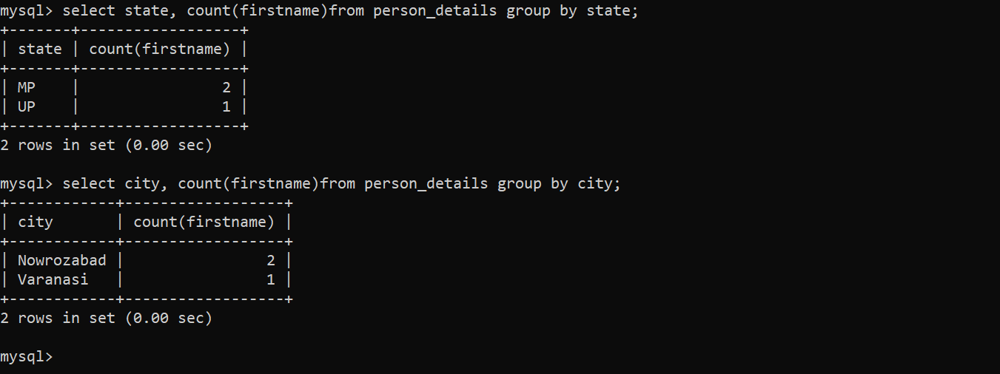 mysql> select state, count(firstname)from person_details group by state;
+-------+------------------+
| state | count(firstname) |
+-------+------------------+
| MP    |                2 |
| UP    |                1 |
+-------+------------------+
2 rows in set (0.00 sec)
mysql> select city, count(firstname)from person_details group by city;
+------------+------------------+
| city       | count(firstname) |
+------------+------------------+
| Nowrozabad |                2 |
| Varanasi   |                1 |
+------------+------------------+
2 rows in set (0.00 sec)
mysql>